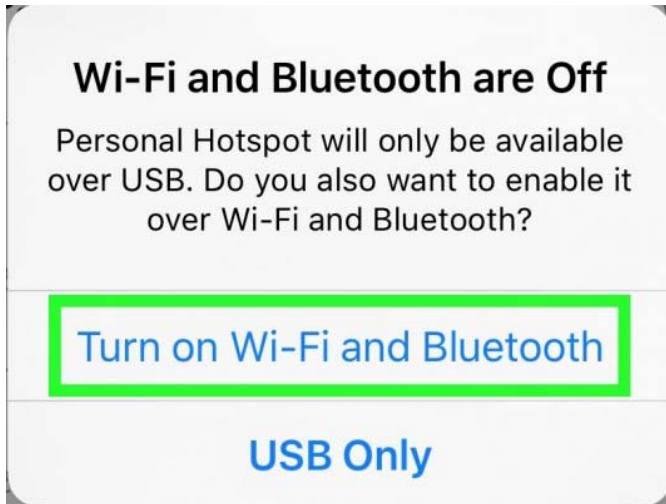 Wi-Fi and Bluetooth are Off
Personal Hotspot will only be available
over USB. Do you also want to enable it
over Wi-Fi and Bluetooth?
Turn on Wi-Fi and Bluetooth
USB Only